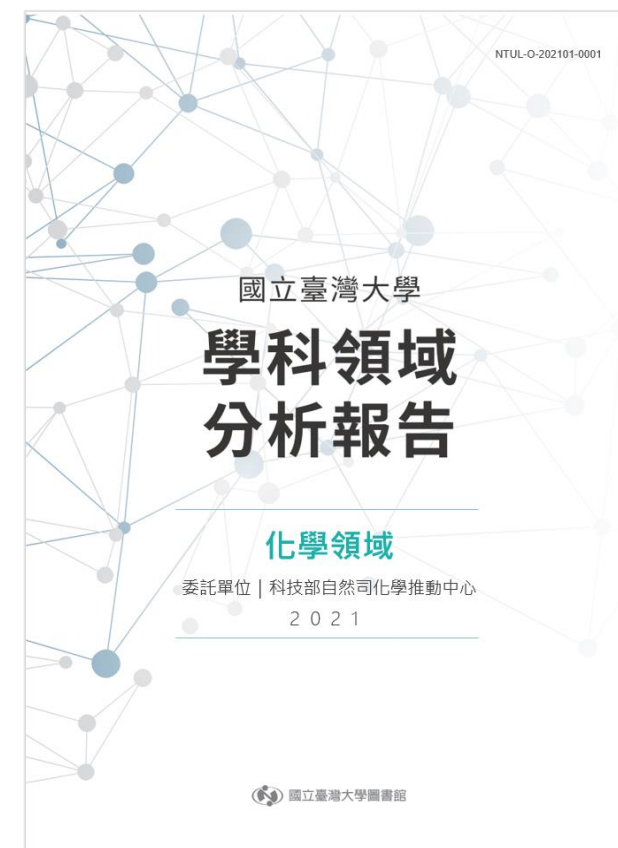 NTUL-O-202101-0001
國立臺灣大學
學科領域
分析報告
化學領域
委託單位 | 科技部自然司化學推動中心
2021
國立臺灣大學圖書館